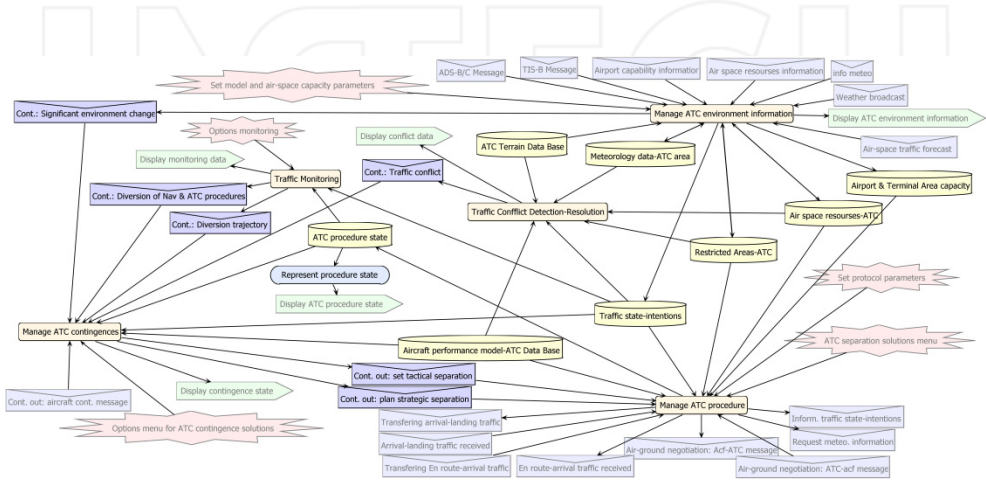 INTECH
ADS-B/C Message
TIS-B Message
Airport capability information
Air space resourses information
info meteo
Set model and air-space capacity parameters
Weather broadcast
Cont.: Significant environment change
Manage ATC environment information
Display ATC environment information
Options monitoring
Display conflict data
ATC Terrain Data Base
Meteorology data-ATC area
Air-space traffic forecast
Display monitoring data
Traffic Monitoring
Cont.: Traffic conflict
Airport & Terminal Area capacity
Cont.: Diversion of Nav & ATC procedures
Cont.: Diversion trajectory
Traffic Confflict Detection-Resolution
Air space resourses-ATC
ATC procedure state
Restricted Areas-ATC
Represent procedure state
Set protocol parameters
Display ATC procedure state
Traffic state-intentions
Manage ATC contingences
Aircraft performance model-ATC Data Base
ATC separation solutions menu
Cont. out: set tactical separation
Display contingence state
Cont. out: aircraft cont. message
Cont. out: plan strategic separation
Manage ATC procedure
Transfering arrival-landing traffic
Inform. traffic state-intentions
Options menu for ATC contingence solutions
Arrival-landing traffic received
Request meteo. information
Air-ground negotiation: Acf-ATC message
Transfering En route-arrival traffic
En route-arrival traffic received
Air-ground negotiation: ATC-acf message